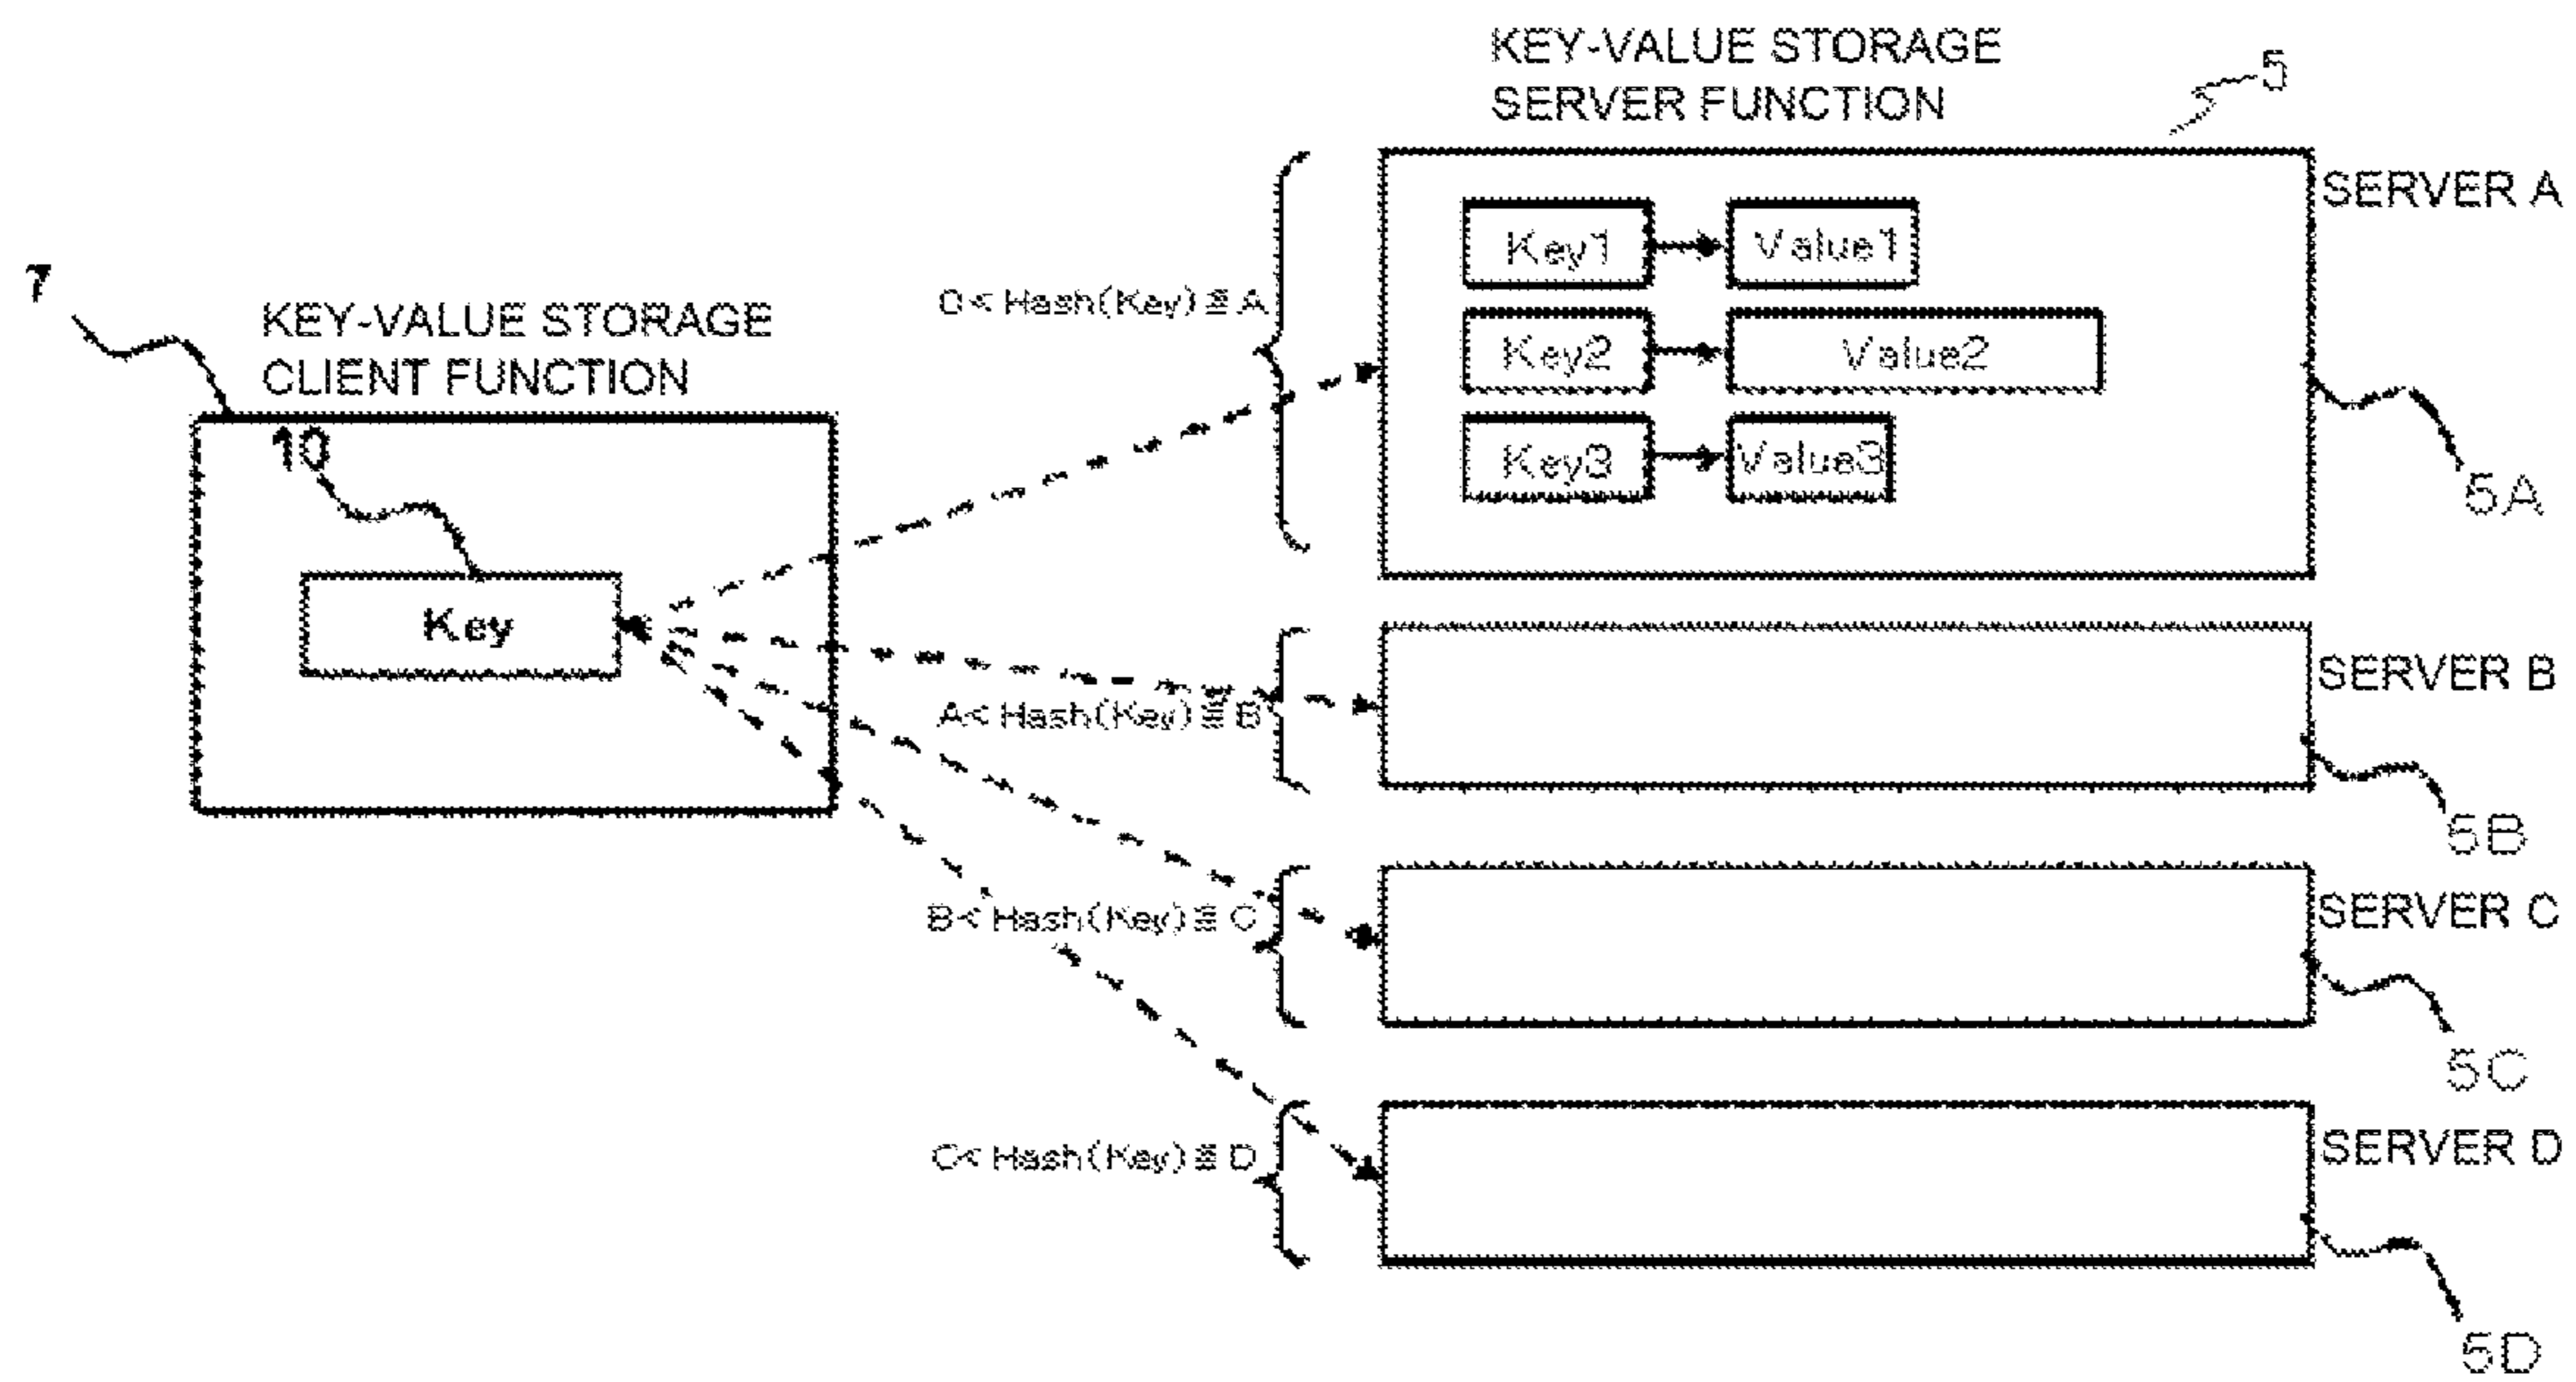 KEY-VALUE STORAGE
SERVER FUNCTION
5
SERVER A
Key1
Value1
7
KEY-VALUE STORAGE
CLIENT FUNCTION
0< Hash(Key)≦A
Key2
Value2
10
Key3
Value3
5A
Key
SERVER B
A< Hash(Key)≦B
5B
B< Hash(Key)≦C
SERVER C
5C
C< Hash(Key)≦D
SERVER D
5D